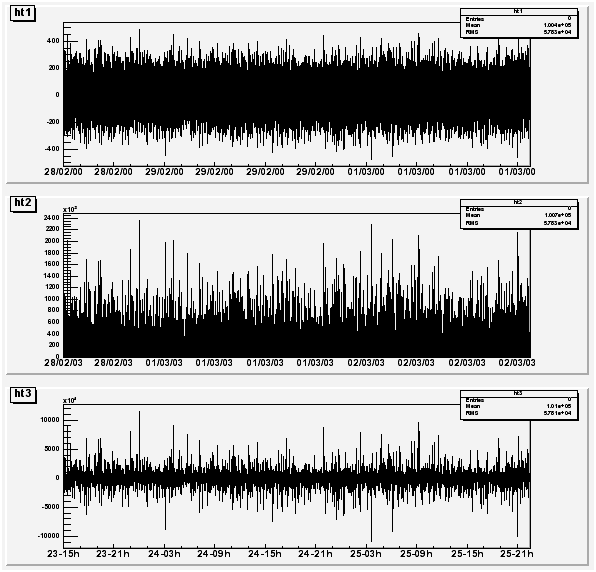 ht1
ht1
Entries 0
Mean 1.004e+05
RMS 5.783e+04
400
200
0
-200
-400
28/02/00 28/02/00 29/02/00 29/02/00 29/02/00 29/02/00 01/03/00 01/03/00 01/03/00 01/03/00
ht2
ht2
Entries 0
Mean 1.007e+05
RMS 5.783e+04
2400
2200
2000
1800
1600
1400
1200
1000
800
600
400
200
0
28/02/03 28/02/03 01/03/03 01/03/03 01/03/03 01/03/03 02/03/03 02/03/03 02/03/03 02/03/03
ht3
ht3
Entries 0
Mean 1.01e+05
RMS 5.781e+04
10000
5000
0
-5000
-10000
23-15h 23-21h 24-03h 24-09h 24-15h 24-21h 25-03h 25-09h 25-15h 25-21h